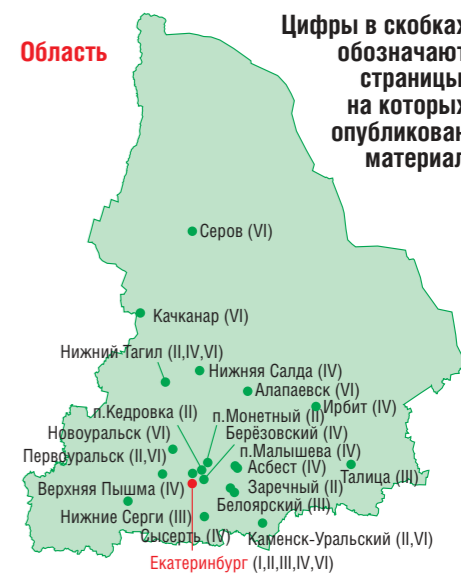 Область
Цифры в скобках
обозначают
страницы,
на которых
опубликован
материал
Серов (VI)
Качканар (VI)
Нижний-Тагил (II,IV,VI)
Нижняя Салда (IV)
Алапаевск (VI)
Ирбит (IV)
п.Кедровка (II)
п.Монетный (II)
Новоуральск (VI)
Берёзовский (IV)
Первоуральск (II,VI)
п.Малышева (IV)
Асбест (IV)
Талица (III)
Верхняя Пышма (IV)
Заречный (II)
Белоярский (III)
Нижние Серги (III)
Сысерть (IV)
Каменск-Уральский (II,VI)
Екатеринбург (I,II,III,IV,VI)